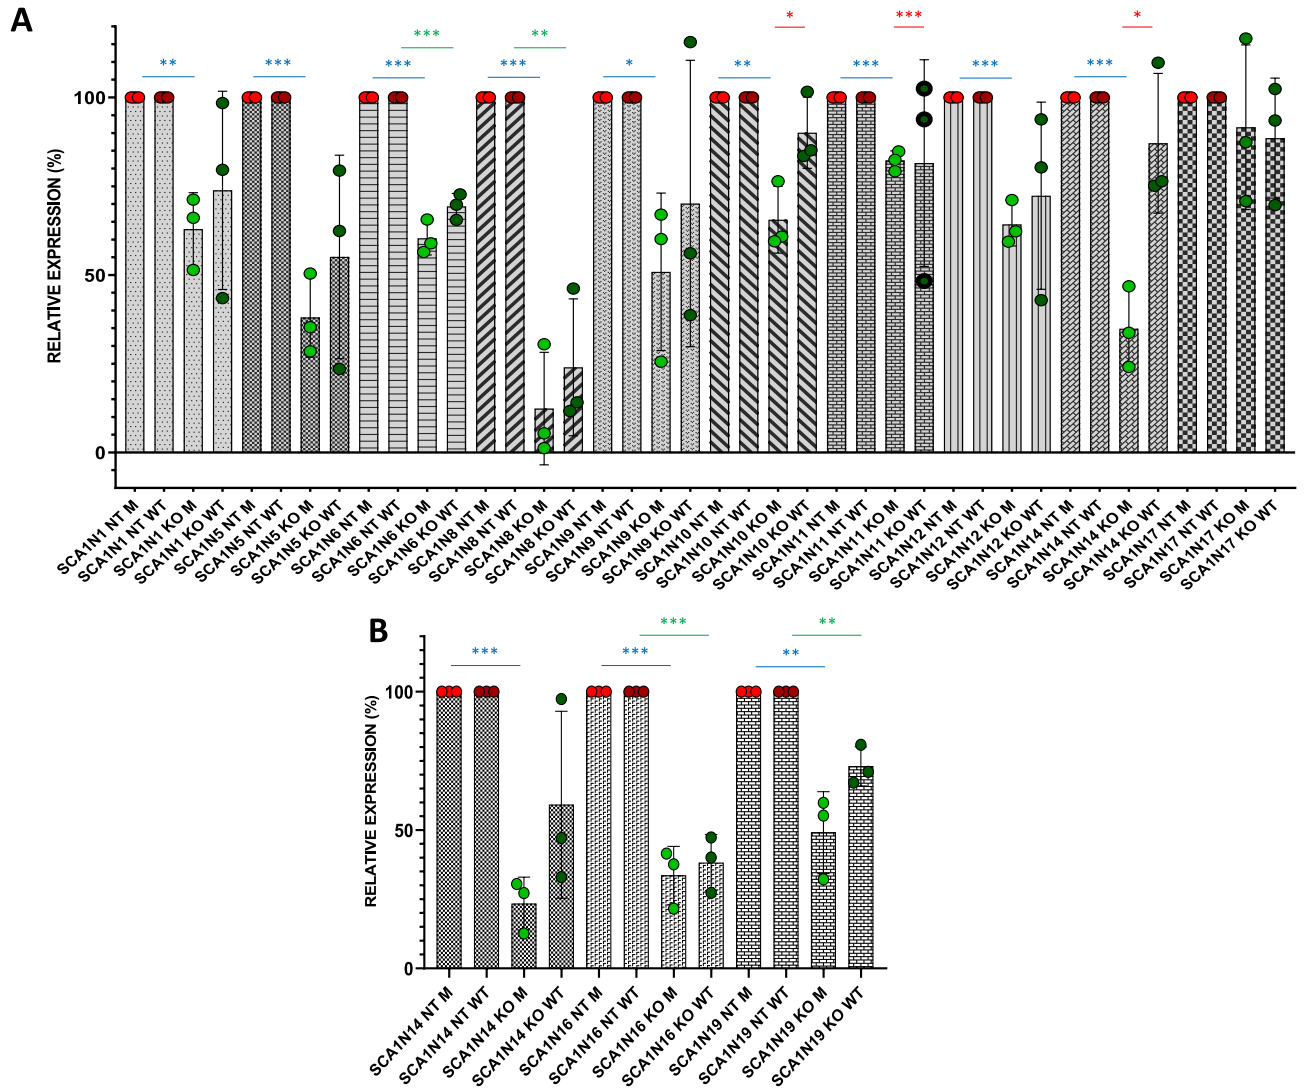 A
* *** *
*** **
** *** *** *** * ** *** *** ***
RELATIVE EXPRESSION (%)
100
50
0
SCA1N1 NT M
SCA1N1 NT WT
SCA1N1 KO M
SCA1N1 KO WT
SCA1N5 NT M
SCA1N5 NT WT
SCA1N5 KO M
SCA1N5 KO WT
SCA1N6 NT M
SCA1N6 NT WT
SCA1N6 KO M
SCA1N6 KO WT
SCA1N8 NT M
SCA1N8 NT WT
SCA1N8 KO M
SCA1N8 KO WT
SCA1N9 NT M
SCA1N9 NT WT
SCA1N9 KO M
SCA1N9 KO WT
SCA1N10 NT M
SCA1N10 NT WT
SCA1N10 KO M
SCA1N10 KO WT
SCA1N11 NT M
SCA1N11 NT WT
SCA1N11 KO M
SCA1N11 KO WT
SCA1N12 NT M
SCA1N12 NT WT
SCA1N12 KO M
SCA1N12 KO WT
SCA1N14 NT M
SCA1N14 NT WT
SCA1N14 KO M
SCA1N14 KO WT
SCA1N17 NT M
SCA1N17 NT WT
SCA1N17 KO M
SCA1N17 KO WT
B
*** **
*** *** **
RELATIVE EXPRESSION (%)
100
50
0
SCA1N14 NT M
SCA1N14 NT WT
SCA1N14 KO M
SCA1N14 KO WT
SCA1N16 NT M
SCA1N16 NT WT
SCA1N16 KO M
SCA1N16 KO WT
SCA1N19 NT M
SCA1N19 NT WT
SCA1N19 KO M
SCA1N19 KO WT